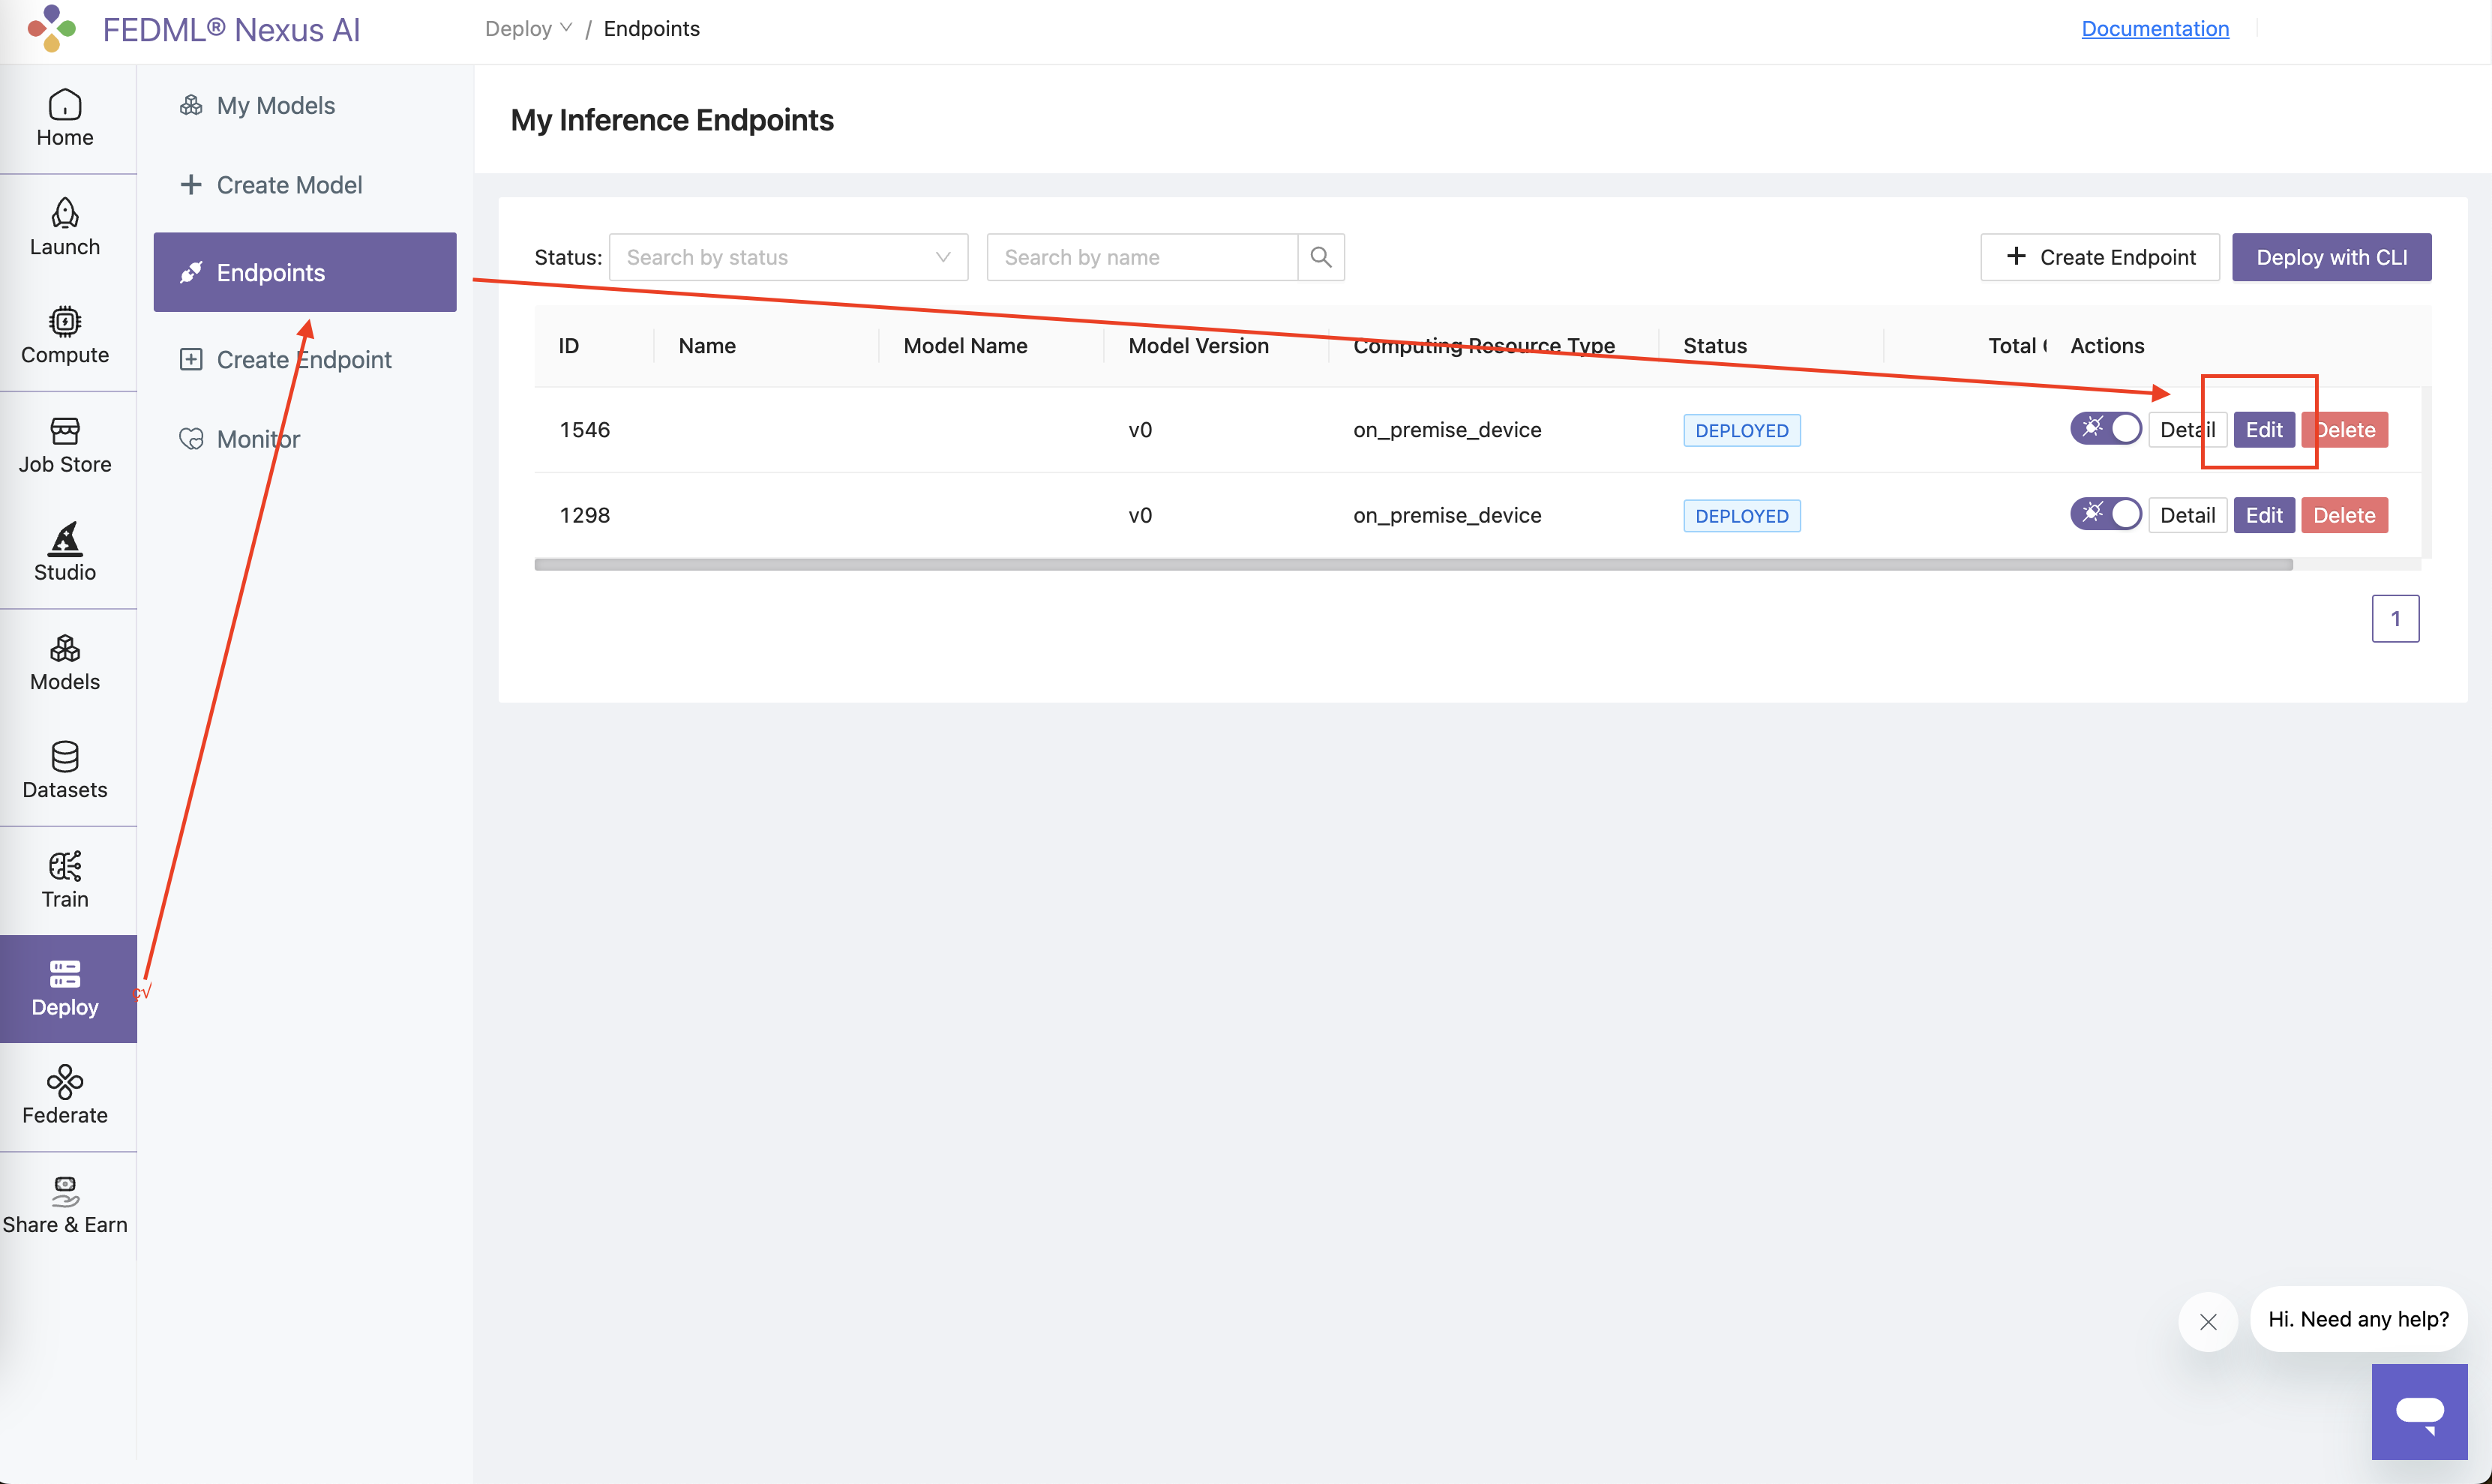 FEDML® Nexus AI
Deploy / Endpoints
Documentation
Home
Launch
Compute
Job Store
Studio
Models
Datasets
Train
Deploy
Federate
Share & Earn
My Models
Create Model
Endpoints
Create Endpoint
Monitor
My Inference Endpoints
Status: Search by status Search by name Create Endpoint Deploy with CLI
ID Name Model Name Model Version Computing Resource Type Status Total Actions
1546 v0 on_premise_device DEPLOYED Detail Edit Delete
1298 v0 on_premise_device DEPLOYED Detail Edit Delete
1
Hi. Need any help?